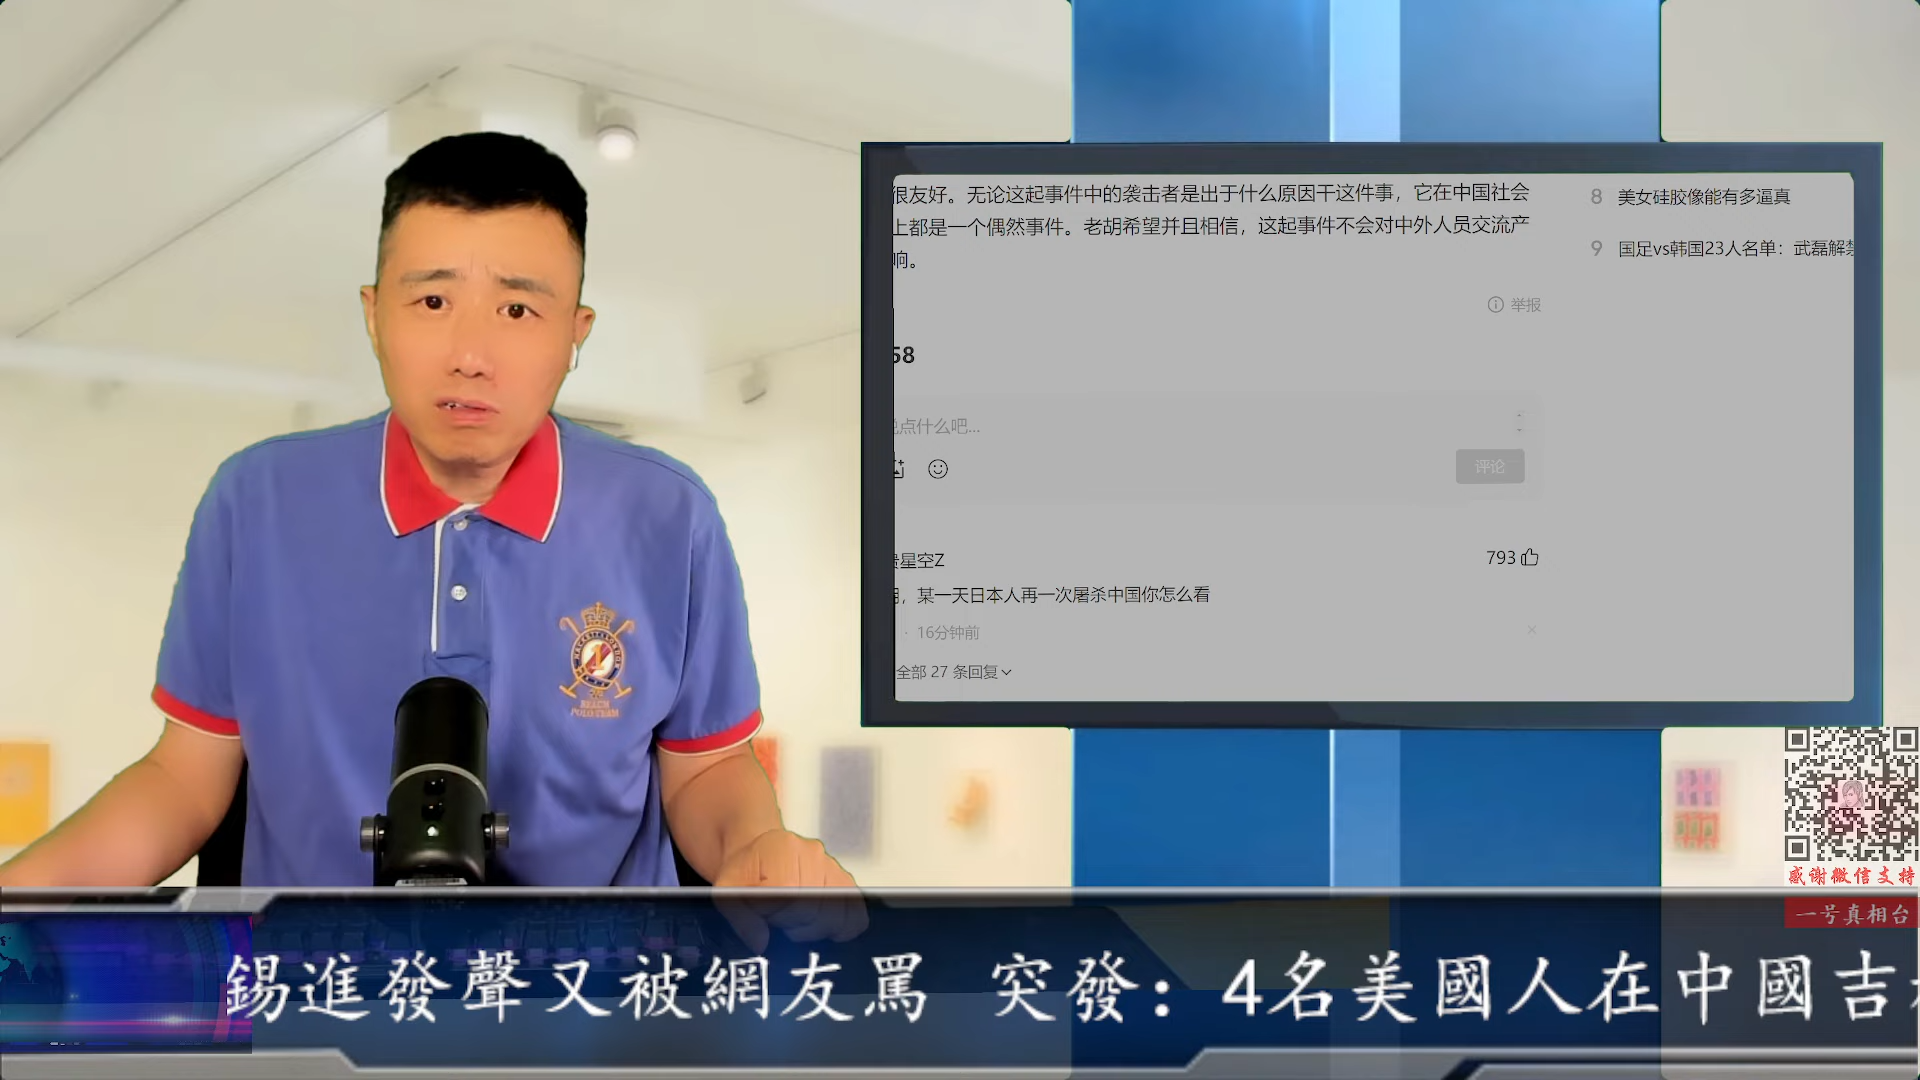 很友好。无论这起事件中的袭击者是出于什么原因干这件事，它在中国社会
上都是一个偶然事件。老胡希望并且相信，这起事件不会对中外人员交流产
响。
举报
58
说点什么吧...
评论
贵星空Z
793
，某一天日本人再一次屠杀中国你怎么看
· 16分钟前
全部 27 条回复
8 美女硅胶像能有多逼真
9 国足vs韩国23人名单：武磊解禁
感谢微信支持
一号真相台
錫進發聲又被網友罵 突發：4名美國人在中國吉